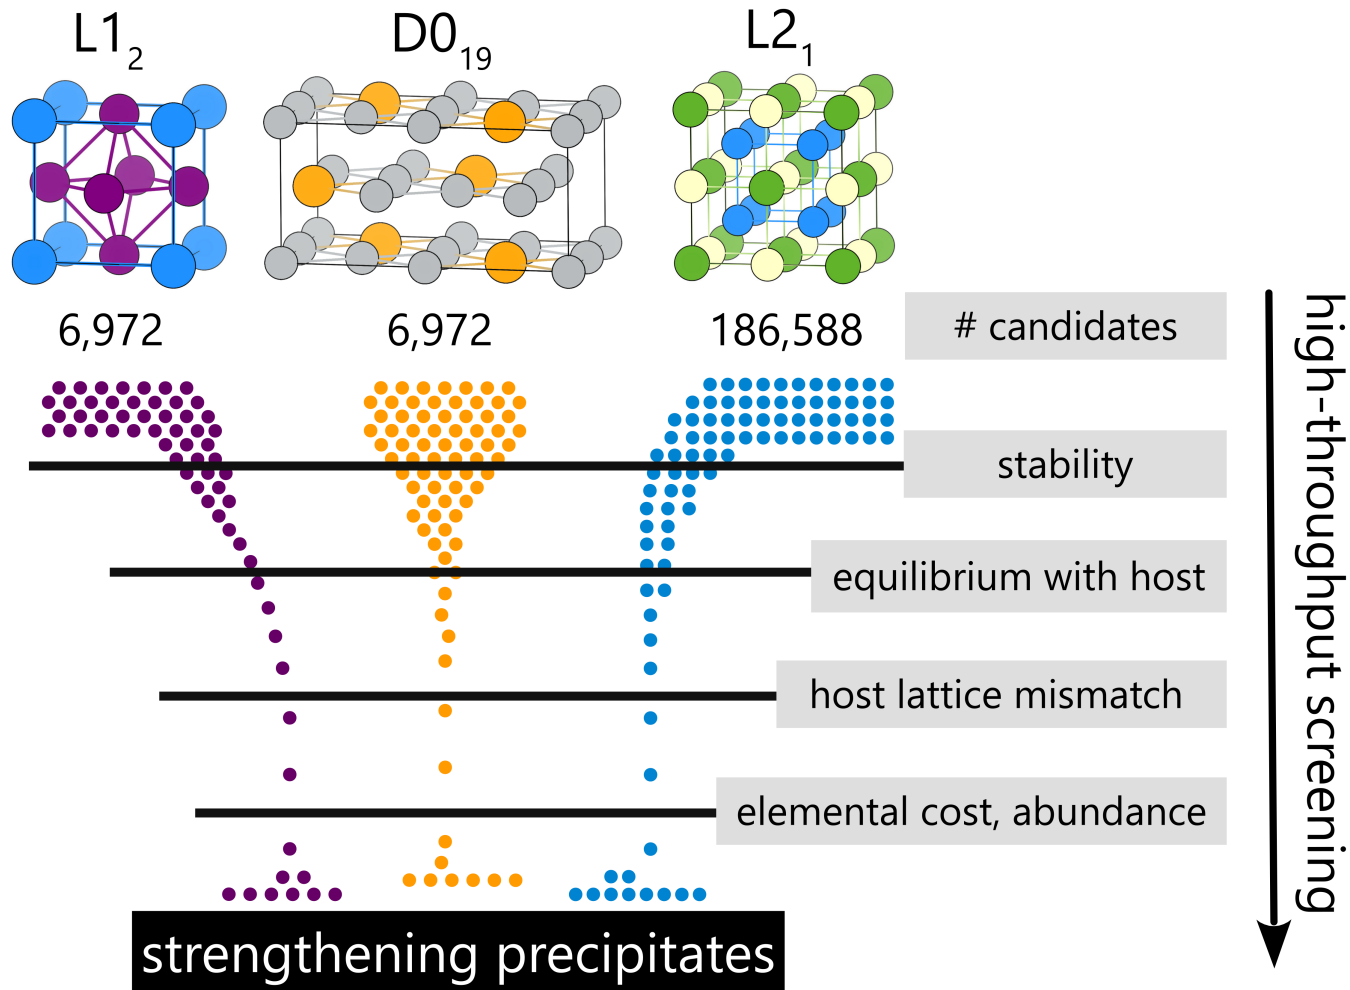 L1₂ D0₁₉ L2₁
6,972 6,972 186,588 # candidates
stability
equilibrium with host
host lattice mismatch
elemental cost, abundance
strengthening precipitates
high-throughput screening